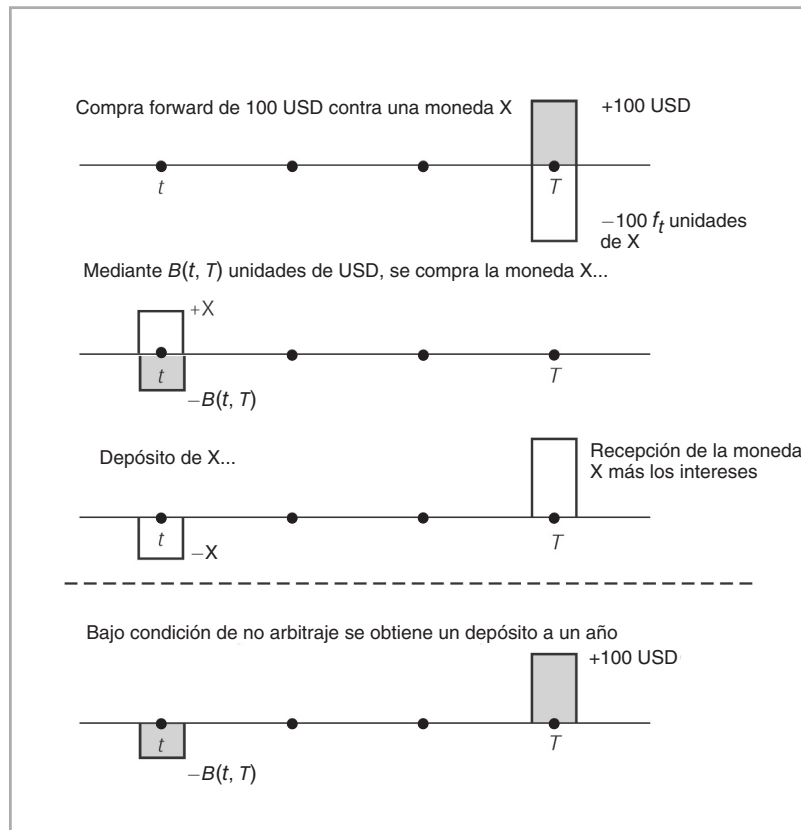 Compra forward de 100 USD contra una moneda X
+100 USD
t
T
−100 f_t unidades
de X
Mediante B(t, T) unidades de USD, se compra la moneda X...
+X
t
T
−B(t, T)
Depósito de X...
Recepción de la moneda
X más los intereses
t
T
−X
Bajo condición de no arbitraje se obtiene un depósito a un año
+100 USD
t
T
−B(t, T)